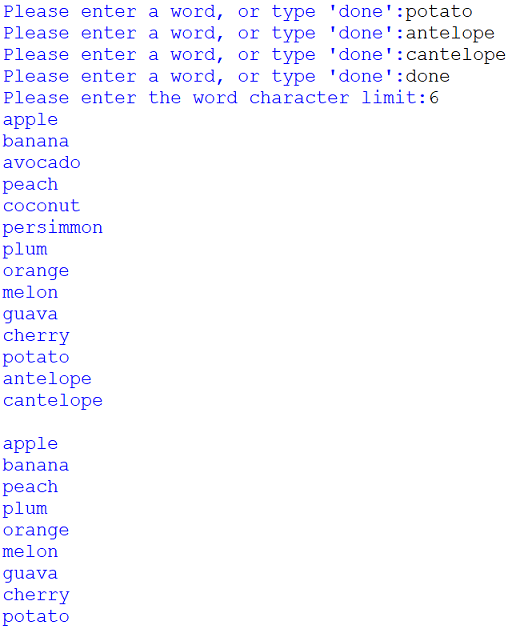 Please enter a word, or type 'done':potato
Please enter a word, or type 'done':antelope
Please enter a word, or type 'done':cantelope
Please enter a word, or type 'done':done
Please enter the word character limit:6
apple
banana
avocado
peach
coconut
persimmon
plum
orange
melon
guava
cherry
potato
antelope
cantelope

apple
banana
peach
plum
orange
melon
guava
cherry
potato